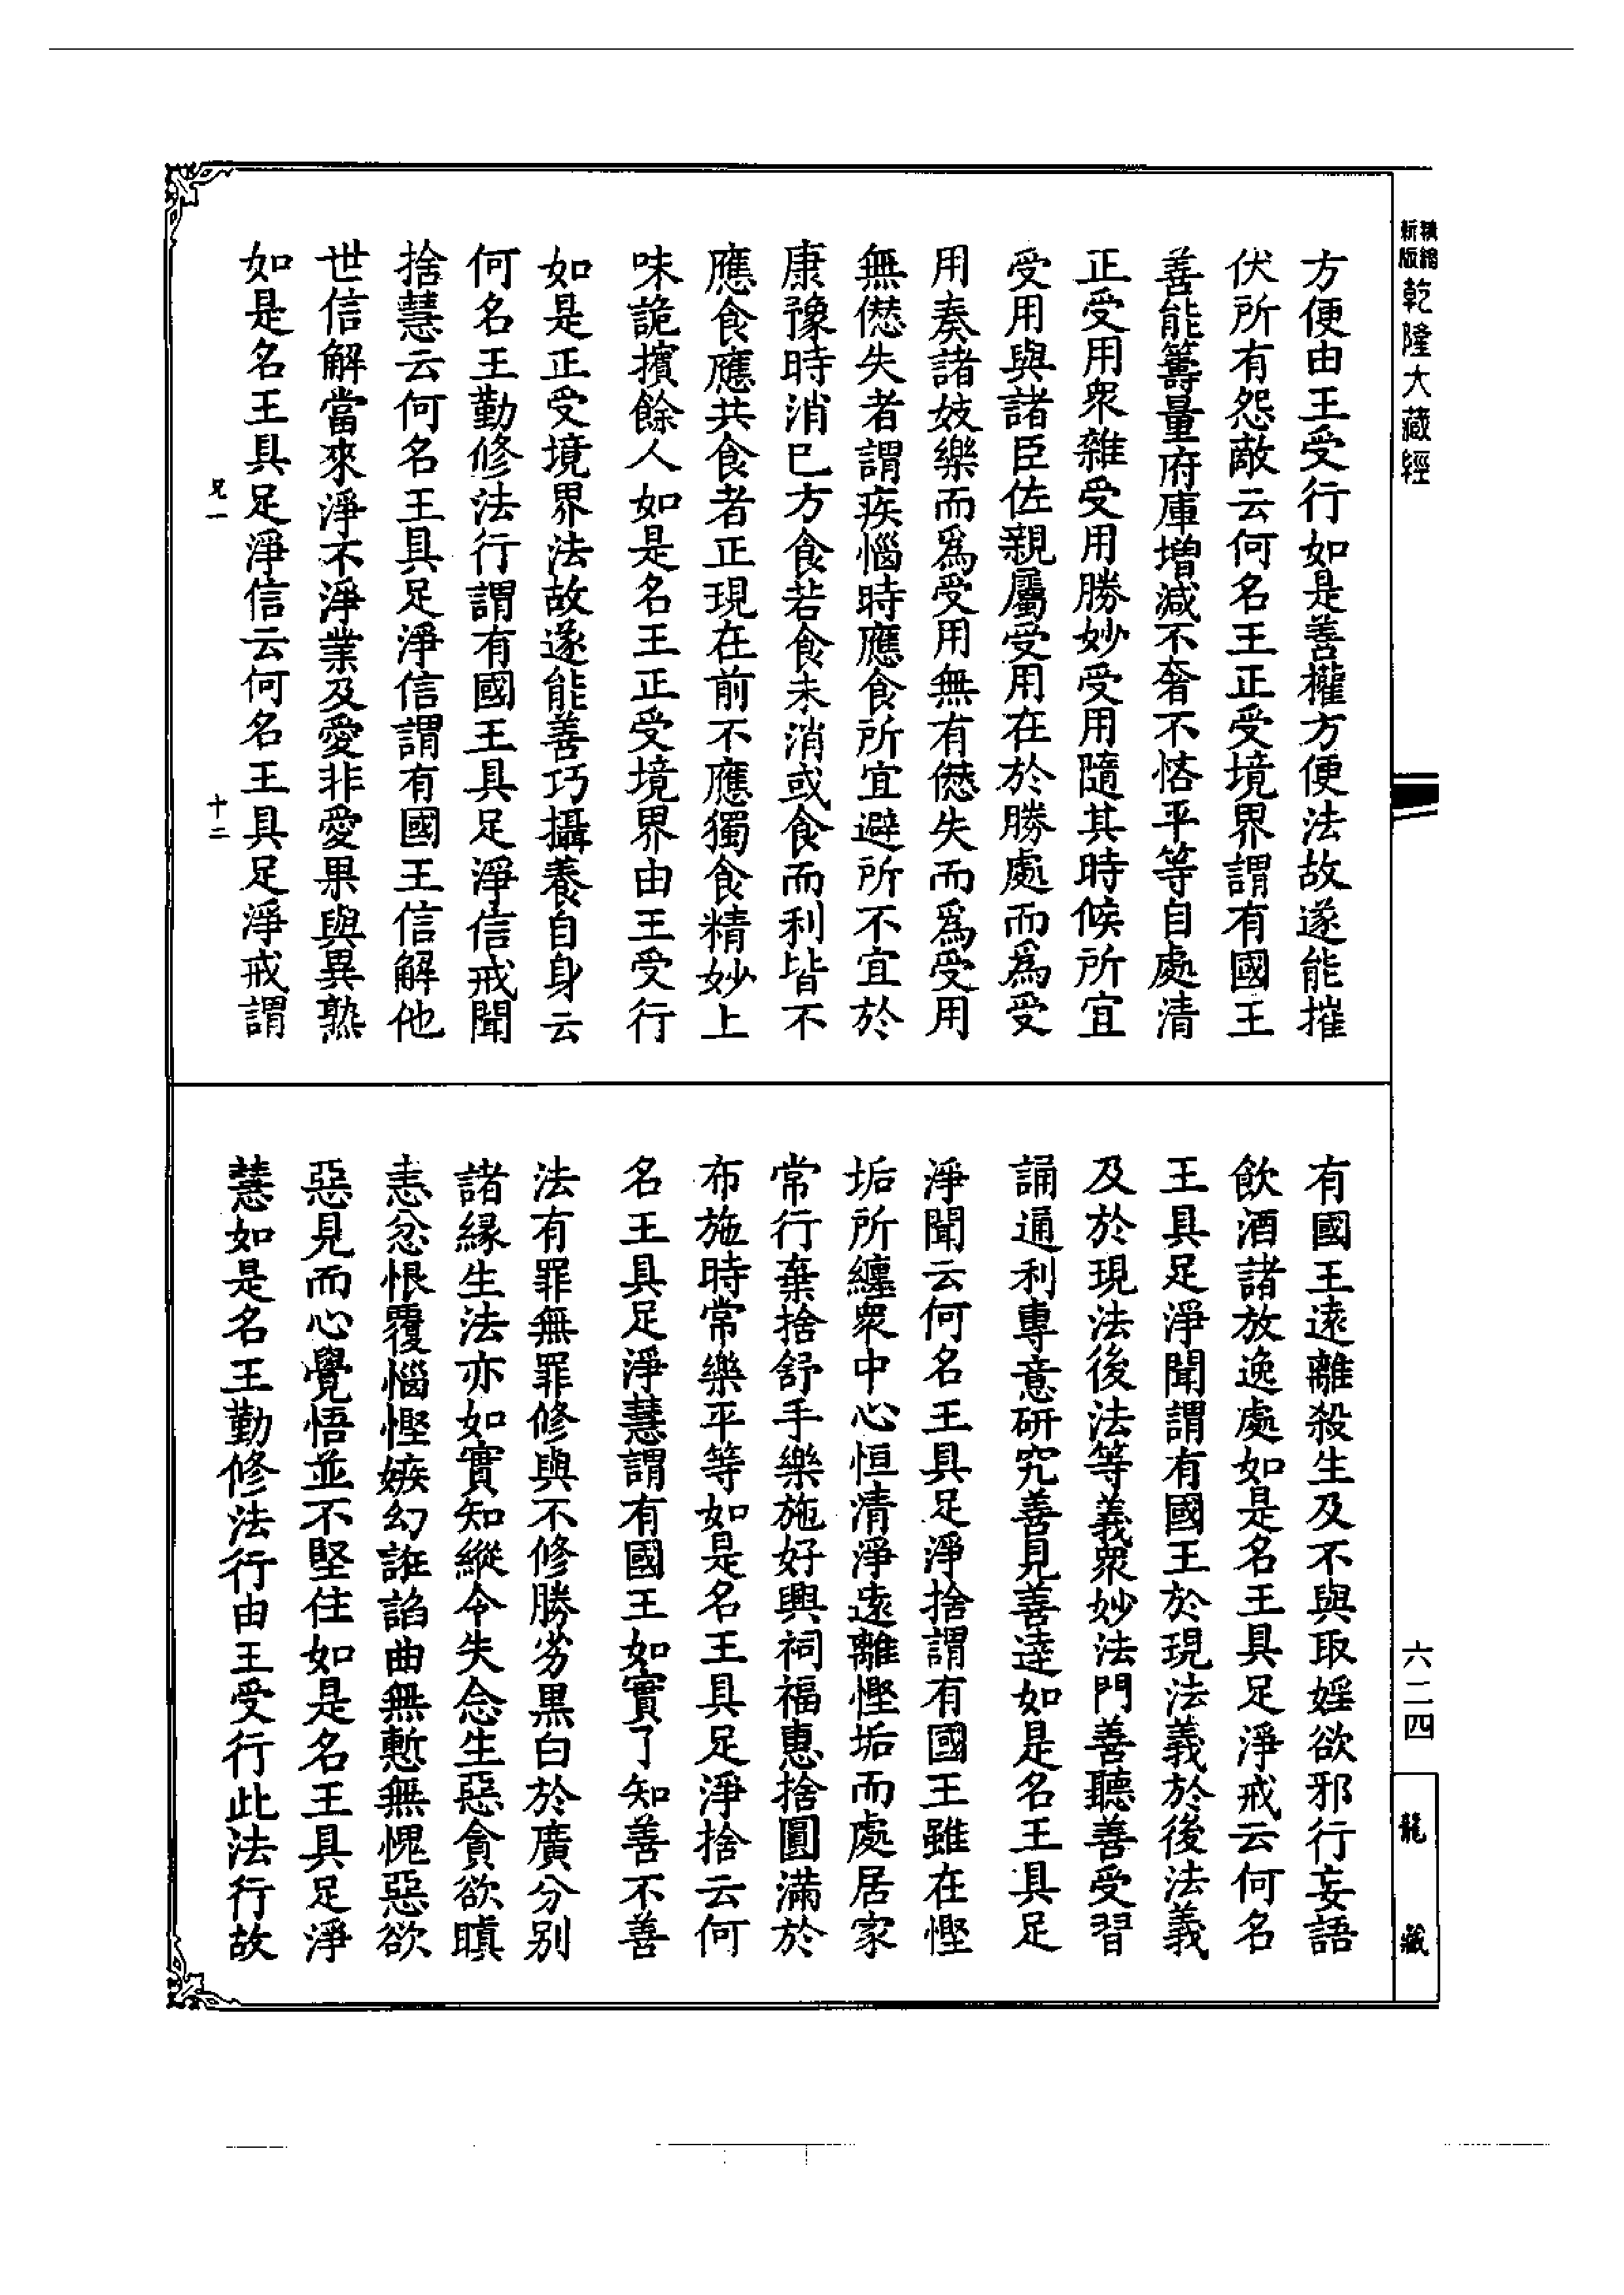 精縮新版乾隆大藏經
方便由王受行如是善權方便法故遂能摧
伏所有怨敵云何名王正受境界謂有國王
善能籌量府庫増減不奢不悋平等自處清
正受用衆雜受用勝妙受用隨其時候所宜
受用與諸臣佐親屬受用在於勝處而爲受
用奏諸妓樂而爲受用無有僽失而爲受用
無僽失者謂疾惱時應食所宜避所不宜於
康豫時消已方食若食未消或食而利皆不
應食應共食者正現在前不應獨食精妙上
味詭擯餘人如是名王正受境界由王受行
如是正受境界法故遂能善巧攝養自身云
何名王勤修法行謂有國王具足淨信戒聞
捨慧云何名王具足淨信謂有國王信解他
世信解當來淨不淨業及愛非愛果與異熟
如是名王具足淨信云何名王具足淨戒謂
兄一
十二
有國王遠離殺生及不與取婬欲邪行妄語
飲酒諸放逸處如是名王具足淨戒云何名
王具足淨聞謂有國王於現法義於後法義
及於現法後法等義衆妙法門善聽善受習
誦通利專意研究善見善達如是名王具足
淨聞云何名王具足淨捨謂有國王雖在慳
垢所纏衆中心恒清淨遠離慳垢而處居家
常行棄捨舒手樂施好興祠福惠捨圓滿於
布施時常樂平等如是名王具足淨捨云何
名王具足淨慧謂有國王如實了知善不善
法有罪無罪修與不修勝劣黒白於廣分别
諸縁生法亦如實知縱令失念生惡貪欲瞋
恚忿恨覆惱慳嫉幻誑諂曲無慙無愧惡欲
惡見而心覺悟並不堅住如是名王具足淨
慧如是名王勤修法行由王受行此法行故
六二四
龍藏